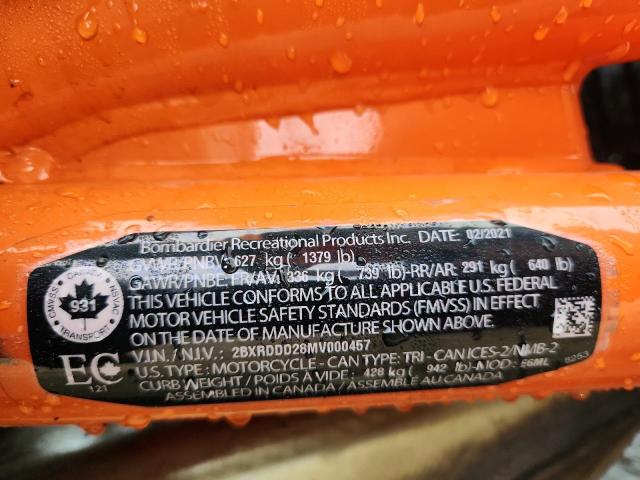 Bombardier Recreational Products Inc. DATE: 02/2021
GVWR/PNBV: 627 kg ( 1379 lb)
GAWR/PNBE: FR/AV: 336 kg ( 739 lb)-RR/AR: 291 kg ( 640 lb)
THIS VEHICLE CONFORMS TO ALL APPLICABLE U.S. FEDERAL
MOTOR VEHICLE SAFETY STANDARDS (FMVSS) IN EFFECT
ON THE DATE OF MANUFACTURE SHOWN ABOVE.
V.I.N. / N.I.V. : 2BXRDDD28MV000457
U.S. TYPE : MOTORCYCLE - CAN TYPE: TRI - CAN ICES-2/NMB-2
CURB WEIGHT / POIDS À VIDE : 428 kg ( 942 lb)-MOD :
ASSEMBLED IN CANADA / ASSEMBLÉ AU CANADA
931
TRANSPORT
EC
121